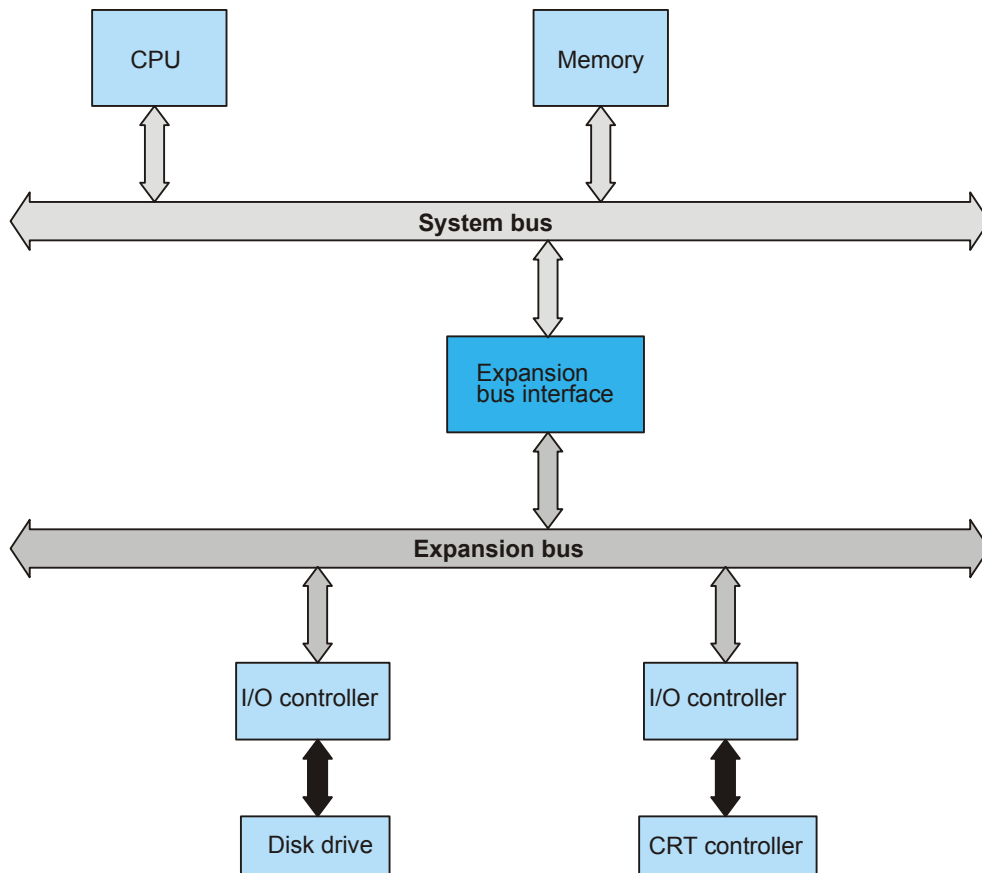 CPU
Memory
System bus
Expansion
bus interface
Expansion bus
I/O controller
I/O controller
Disk drive
CRT controller